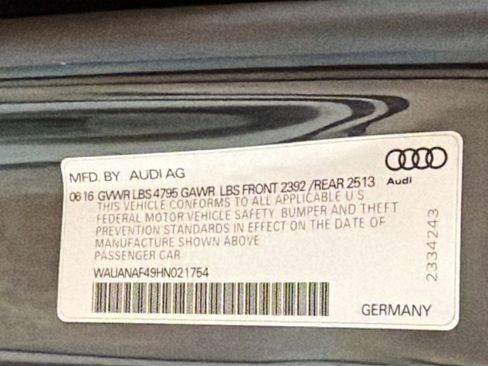 MFD. BY AUDI AG
06 16 GVWR LBS 4795 GAWR LBS FRONT 2392 /REAR 2513
THIS VEHICLE CONFORMS TO ALL APPLICABLE U.S.
FEDERAL MOTOR VEHICLE SAFETY, BUMPER AND THEFT
PREVENTION STANDARDS IN EFFECT ON THE DATE OF
MANUFACTURE SHOWN ABOVE
PASSENGER CAR
WAUANAF49HN021754
GERMANY
Audi
2334243